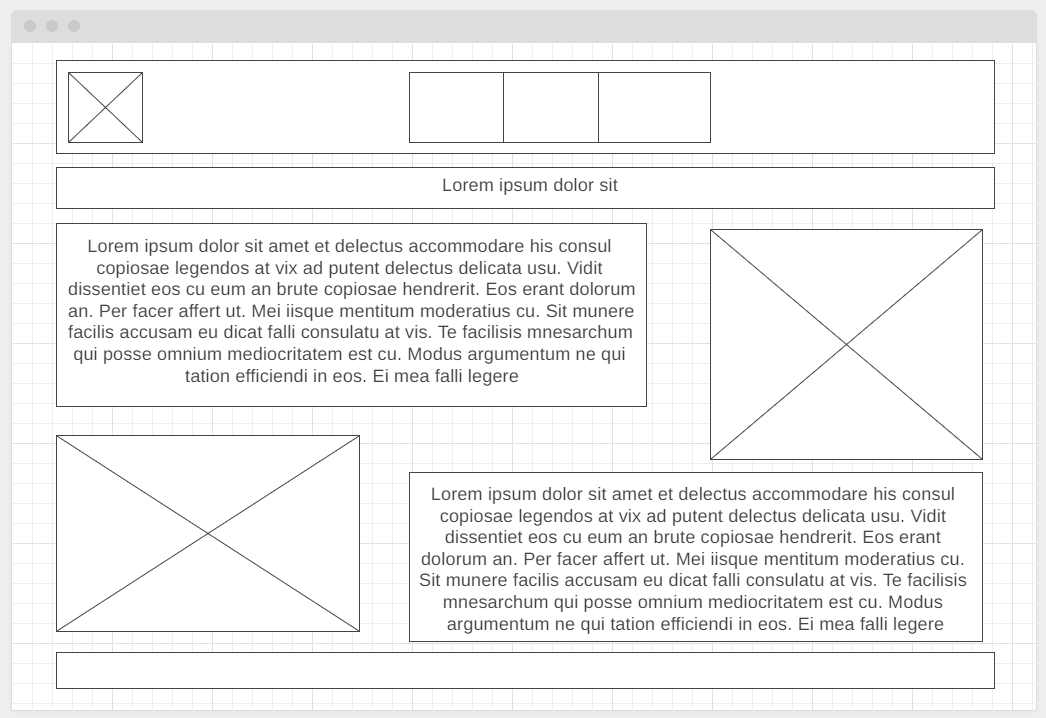 Lorem ipsum dolor sit
Lorem ipsum dolor sit amet et delectus accommodare his consul
copiosae legendos at vix ad putent delectus delicata usu. Vidit
dissentiet eos cu eum an brute copiosae hendrerit. Eos erant dolorum
an. Per facer affert ut. Mei iisque mentitum moderatius cu. Sit munere
facilis accusam eu dicat falli consulatu at vis. Te facilisis mnesarchum
qui posse omnium mediocritatem est cu. Modus argumentum ne qui
tation efficiendi in eos. Ei mea falli legere
Lorem ipsum dolor sit amet et delectus accommodare his consul
copiosae legendos at vix ad putent delectus delicata usu. Vidit
dissentiet eos cu eum an brute copiosae hendrerit. Eos erant
dolorum an. Per facer affert ut. Mei iisque mentitum moderatius cu.
Sit munere facilis accusam eu dicat falli consulatu at vis. Te facilisis
mnesarchum qui posse omnium mediocritatem est cu. Modus
argumentum ne qui tation efficiendi in eos. Ei mea falli legere